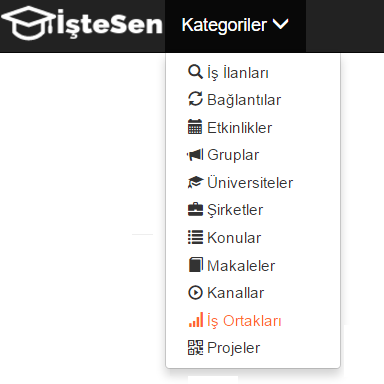 İşteSen
Kategoriler
İş İlanları
Bağlantılar
Etkinlikler
Gruplar
Üniversiteler
Şirketler
Konular
Makaleler
Kanallar
İş Ortakları
Projeler